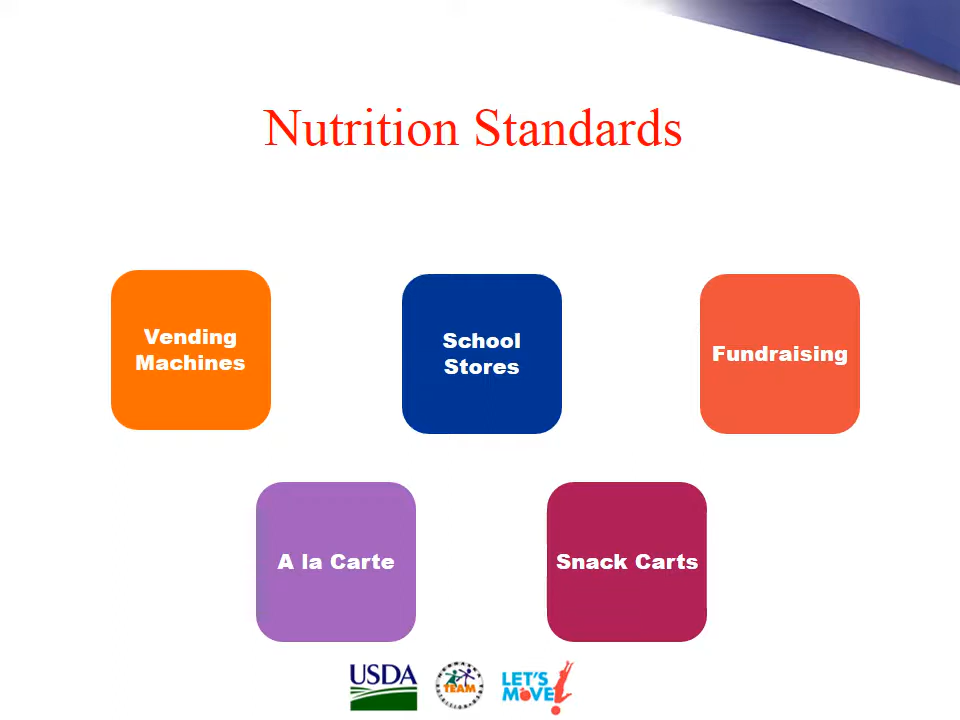 Nutrition Standards
Vending
Machines
School
Stores
Fundraising
A la Carte
Snack Carts
USDA
TEAM
LET'S
MOVE!